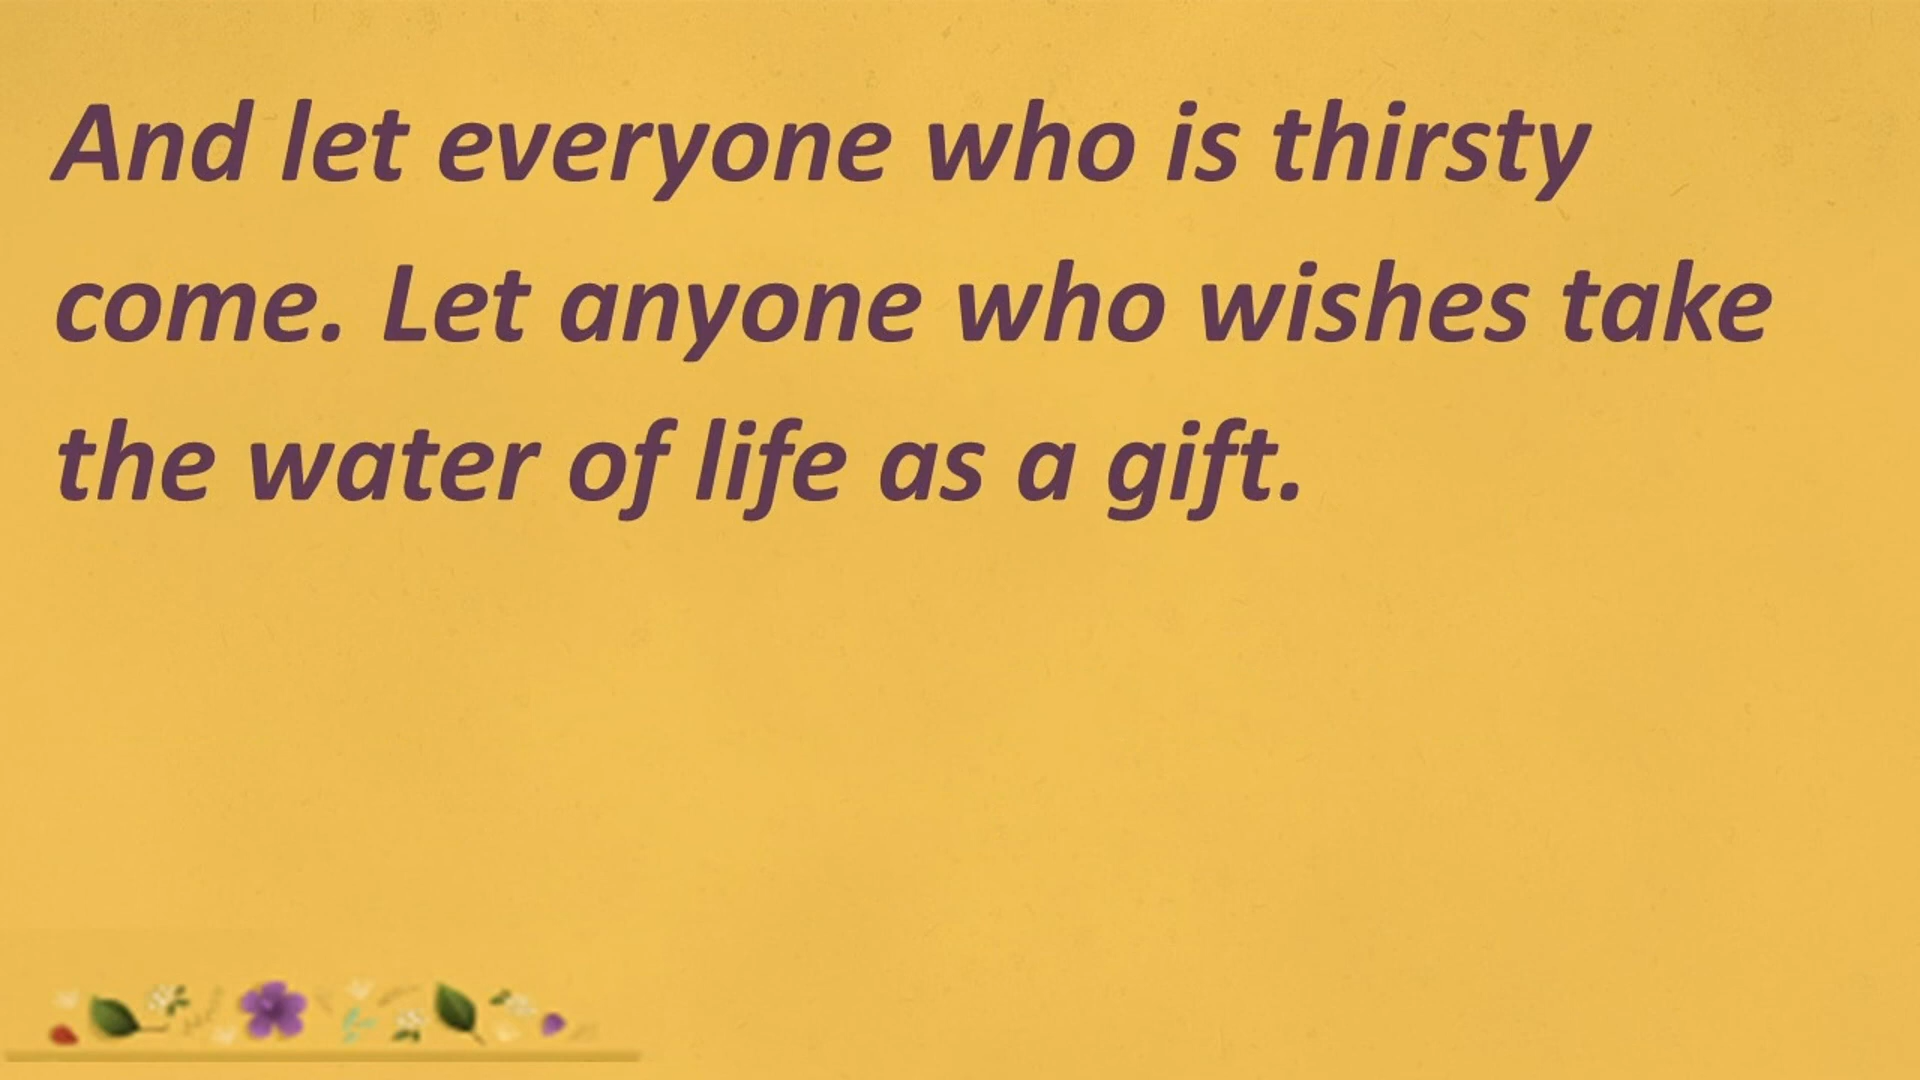 And let everyone who is thirsty
come. Let anyone who wishes take
the water of life as a gift.